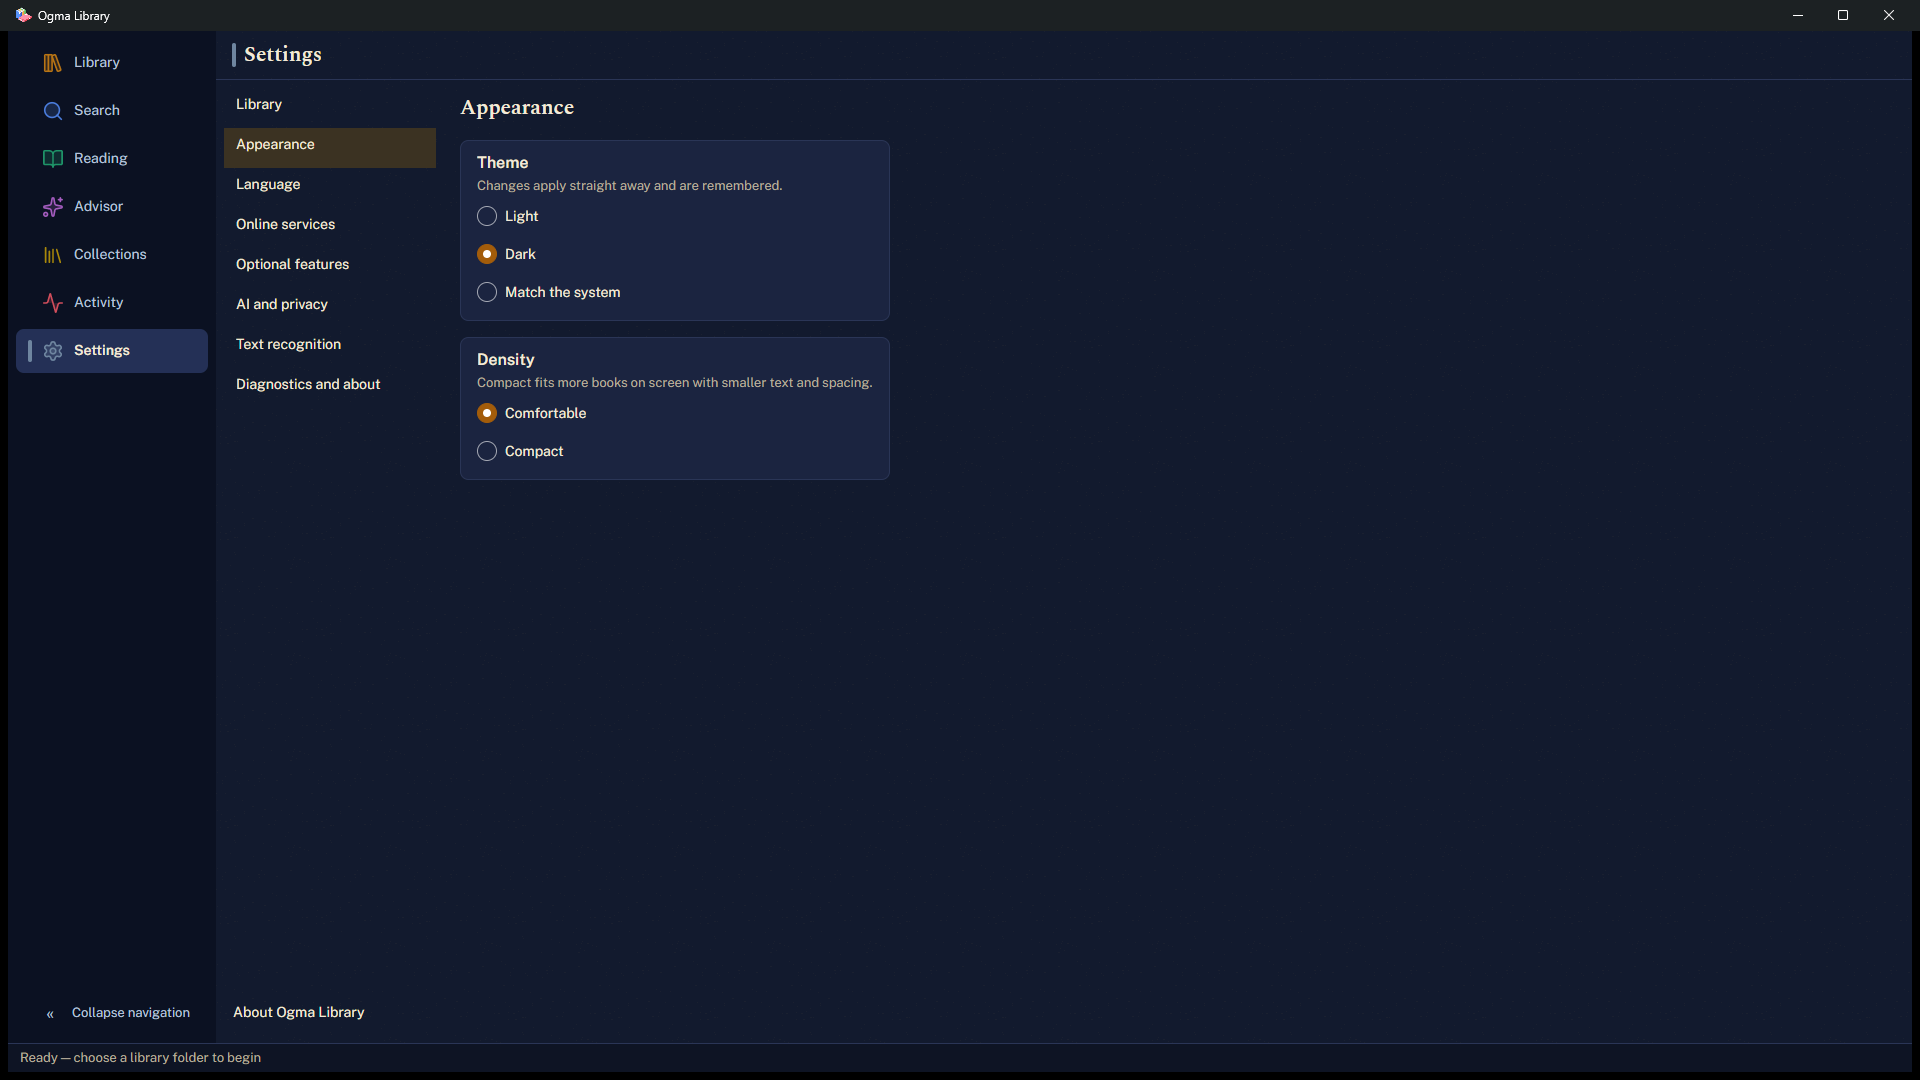 Ogma Library
Library
Search
Reading
Advisor
Collections
Activity
Settings
« Collapse navigation
Settings
Library
Appearance
Language
Online services
Optional features
AI and privacy
Text recognition
Diagnostics and about
About Ogma Library
Appearance
Theme
Changes apply straight away and are remembered.
Light
Dark
Match the system
Density
Compact fits more books on screen with smaller text and spacing.
Comfortable
Compact
Ready — choose a library folder to begin